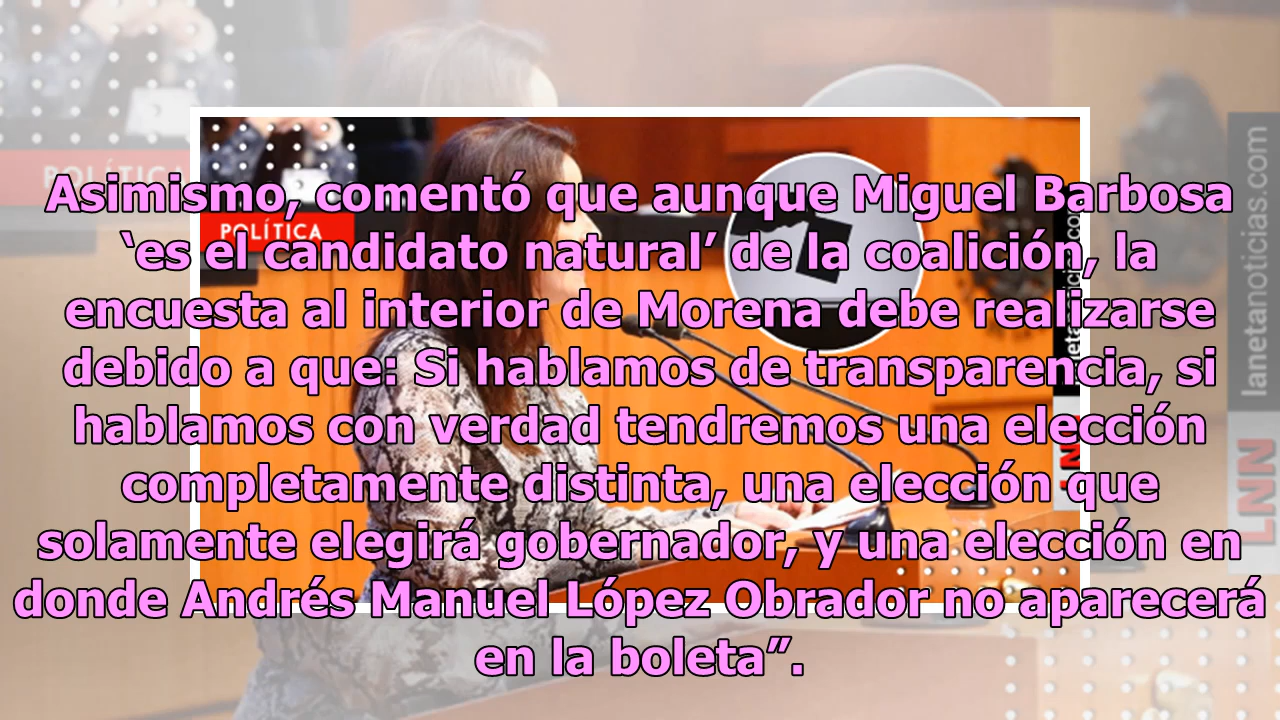 POLÍTICA
Asimismo, comentó que aunque Miguel Barbosa
‘es el candidato natural’ de la coalición, la
encuesta al interior de Morena debe realizarse
debido a que: Si hablamos de transparencia, si
hablamos con verdad tendremos una elección
completamente distinta, una elección que
solamente elegirá gobernador, y una elección en
donde Andrés Manuel López Obrador no aparecerá
en la boleta”.
POLÍTICA
lanetanoticias.com
LNN